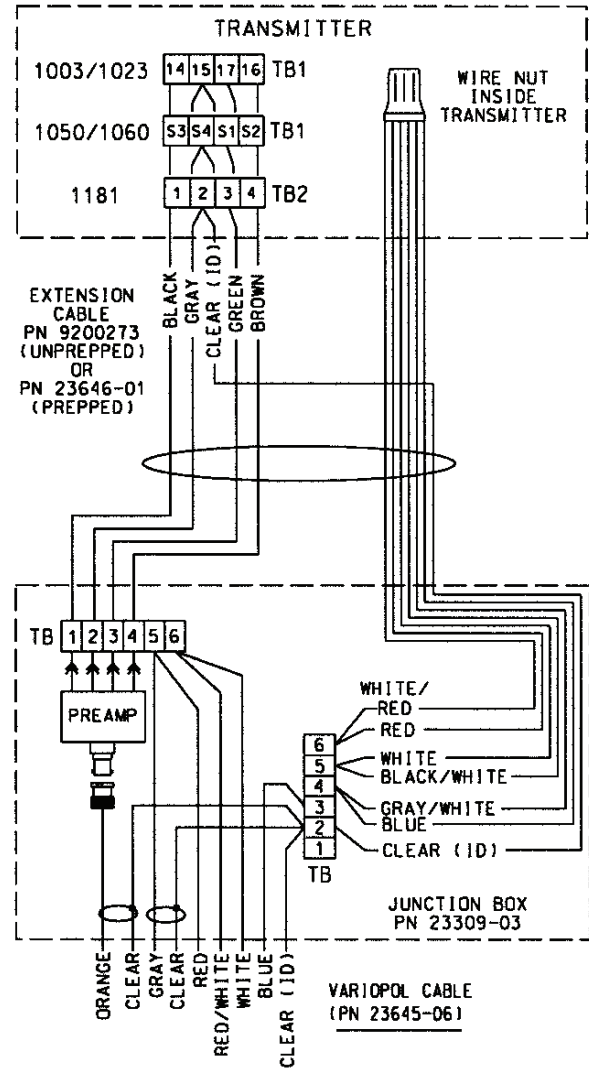 TRANSMITTER
1003/1023 14 15 17 16 TB1
1050/1060 S3 S4 S1 S2 TB1
1181 1 2 3 4 TB2
WIRE NUT
INSIDE
TRANSMITTER
BLACK
GRAY
CLEAR (ID)
GREEN
BROWN
EXTENSION
CABLE
PN 9200273
(UNPREPPED)
OR
PN 23646-01
(PREPPED)
TB 1 2 3 4 5 6
PREAMP
WHITE/
RED
RED
WHITE
BLACK/WHITE
GRAY/WHITE
BLUE
CLEAR (ID)
6
5
4
3
2
1
TB
JUNCTION BOX
PN 23309-03
ORANGE
CLEAR
GRAY
CLEAR
RED
RED/WHITE
WHITE
BLUE
CLEAR (ID)
VARIOPOL CABLE
(PN 23645-06)